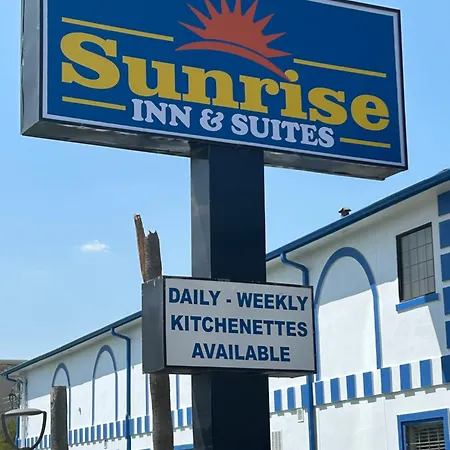 Sunrise
INN & SUITES
DAILY - WEEKLY
KITCHENETTES
AVAILABLE